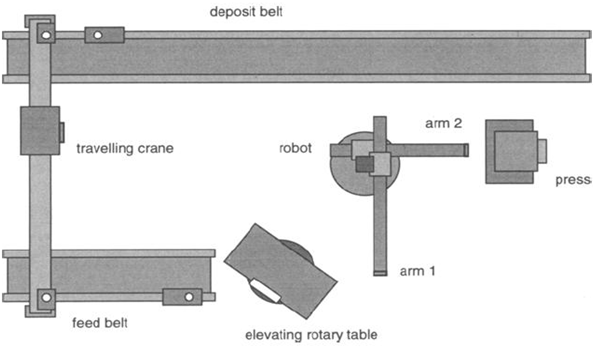 deposit belt
arm 2
travelling crane
robot
press
arm 1
feed belt
elevating rotary table